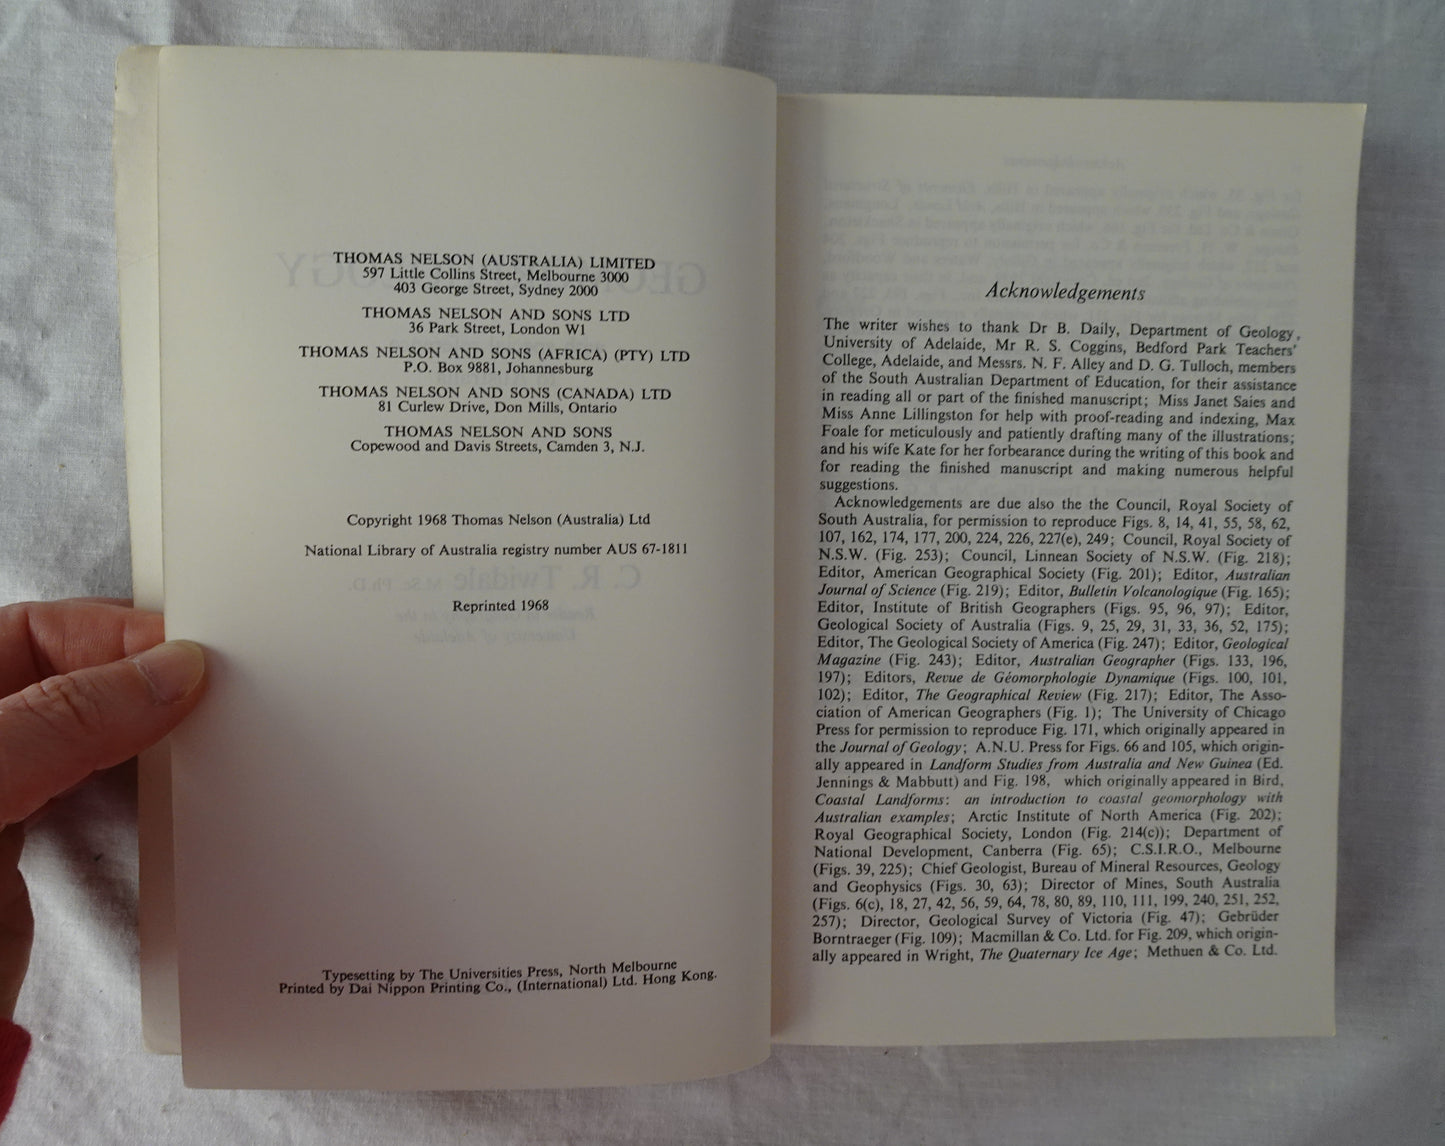 THOMAS NELSON (AUSTRALIA) LIMITED
597 Little Collins Street, Melbourne 3000
403 George Street, Sydney 2000
THOMAS NELSON AND SONS LTD
36 Park Street, London W1
THOMAS NELSON AND SONS (AFRICA) (PTY) LTD
P.O. Box 9881, Johannesburg
THOMAS NELSON AND SONS (CANADA) LTD
81 Curlew Drive, Don Mills, Ontario
THOMAS NELSON AND SONS
Copewood and Davis Streets, Camden 3, N.J.
Copyright 1968 Thomas Nelson (Australia) Ltd
National Library of Australia registry number AUS 67-1811
Reprinted 1968
Typesetting by The Universities Press, North Melbourne
Printed by Dai Nippon Printing Co., (International) Ltd. Hong Kong.
Acknowledgements
The writer wishes to thank Dr B. Daily, Department of Geology,
University of Adelaide, Mr R. S. Coggins, Bedford Park Teachers'
College, Adelaide, and Messrs. N. F. Alley and D. G. Tulloch, members
of the South Australian Department of Education, for their assistance
in reading all or part of the finished manuscript; Miss Janet Saies and
Miss Anne Lillingston for help with proof-reading and indexing, Max
Foale for meticulously and patiently drafting many of the illustrations;
and his wife Kate for her forbearance during the writing of this book and
for reading the finished manuscript and making numerous helpful
suggestions.
Acknowledgements are due also the the Council, Royal Society of
South Australia, for permission to reproduce Figs. 8, 14, 41, 55, 58, 62,
107, 162, 174, 177, 200, 224, 226, 227(e), 249; Council, Royal Society of
N.S.W. (Fig. 253); Council, Linnean Society of N.S.W. (Fig. 218);
Editor, American Geographical Society (Fig. 201); Editor, Australian
Journal of Science (Fig. 219); Editor, Bulletin Volcanologique (Fig. 165);
Editor, Institute of British Geographers (Figs. 95, 96, 97); Editor,
Geological Society of Australia (Figs. 9, 25, 29, 31, 33, 36, 52, 175);
Editor, The Geological Society of America (Fig. 247); Editor, Geological
Magazine (Fig. 243); Editor, Australian Geographer (Figs. 133, 196,
197); Editors, Revue de Géomorphologie Dynamique (Figs. 100, 101,
102); Editor, The Geographical Review (Fig. 217); Editor, The Asso-
ciation of American Geographers (Fig. 1); The University of Chicago
Press for permission to reproduce Fig. 171, which originally appeared in
the Journal of Geology; A.N.U. Press for Figs. 66 and 105, which origin-
ally appeared in Landform Studies from Australia and New Guinea (Ed.
Jennings & Mabbutt) and Fig. 198, which originally appeared in Bird,
Coastal Landforms: an introduction to coastal geomorphology with
Australian examples; Arctic Institute of North America (Fig. 202);
Royal Geographical Society, London (Fig. 214(c)); Department of
National Development, Canberra (Fig. 65); C.S.I.R.O., Melbourne
(Figs. 39, 225); Chief Geologist, Bureau of Mineral Resources, Geology
and Geophysics (Figs. 30, 63); Director of Mines, South Australia
(Figs. 6(c), 18, 27, 42, 56, 59, 64, 78, 80, 89, 110, 111, 199, 240, 251, 252,
257); Director, Geological Survey of Victoria (Fig. 47); Gebrüder
Borntraeger (Fig. 109); Macmillan & Co. Ltd. for Fig. 209, which origin-
ally appeared in Wright, The Quaternary Ice Age; Methuen & Co. Ltd.